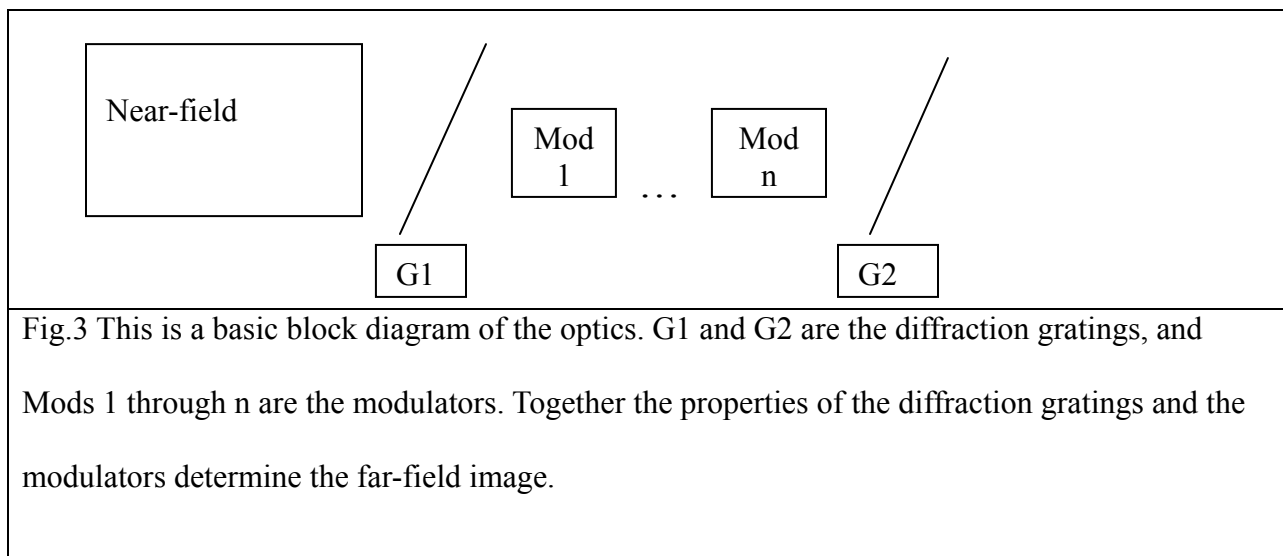 Near-field
Mod
1
…
Mod
n
G1
G2
Fig.3 This is a basic block diagram of the optics. G1 and G2 are the diffraction gratings, and
Mods 1 through n are the modulators. Together the properties of the diffraction gratings and the
modulators determine the far-field image.